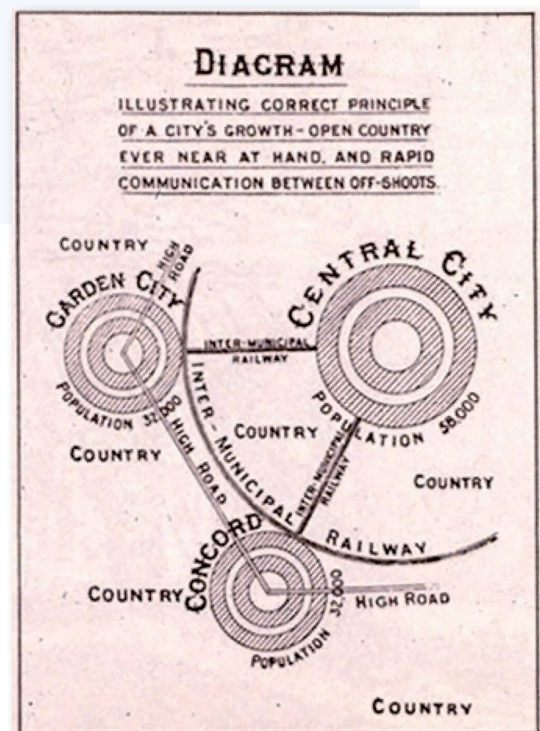 DIAGRAM
ILLUSTRATING CORRECT PRINCIPLE
OF A CITY'S GROWTH - OPEN COUNTRY
EVER NEAR AT HAND, AND RAPID
COMMUNICATION BETWEEN OFF-SHOOTS.
COUNTRY
HIGH ROAD
GARDEN CITY
POPULATION 32,000
CENTRAL CITY
POPULATION 58,000
INTER-MUNICIPAL
RAILWAY
INTER-MUNICIPAL RAILWAY
COUNTRY
INTER-MUNICIPAL
RAILWAY
COUNTRY
HIGH ROAD
COUNTRY
CONCORD
COUNTRY
POPULATION 32,000
HIGH ROAD
COUNTRY